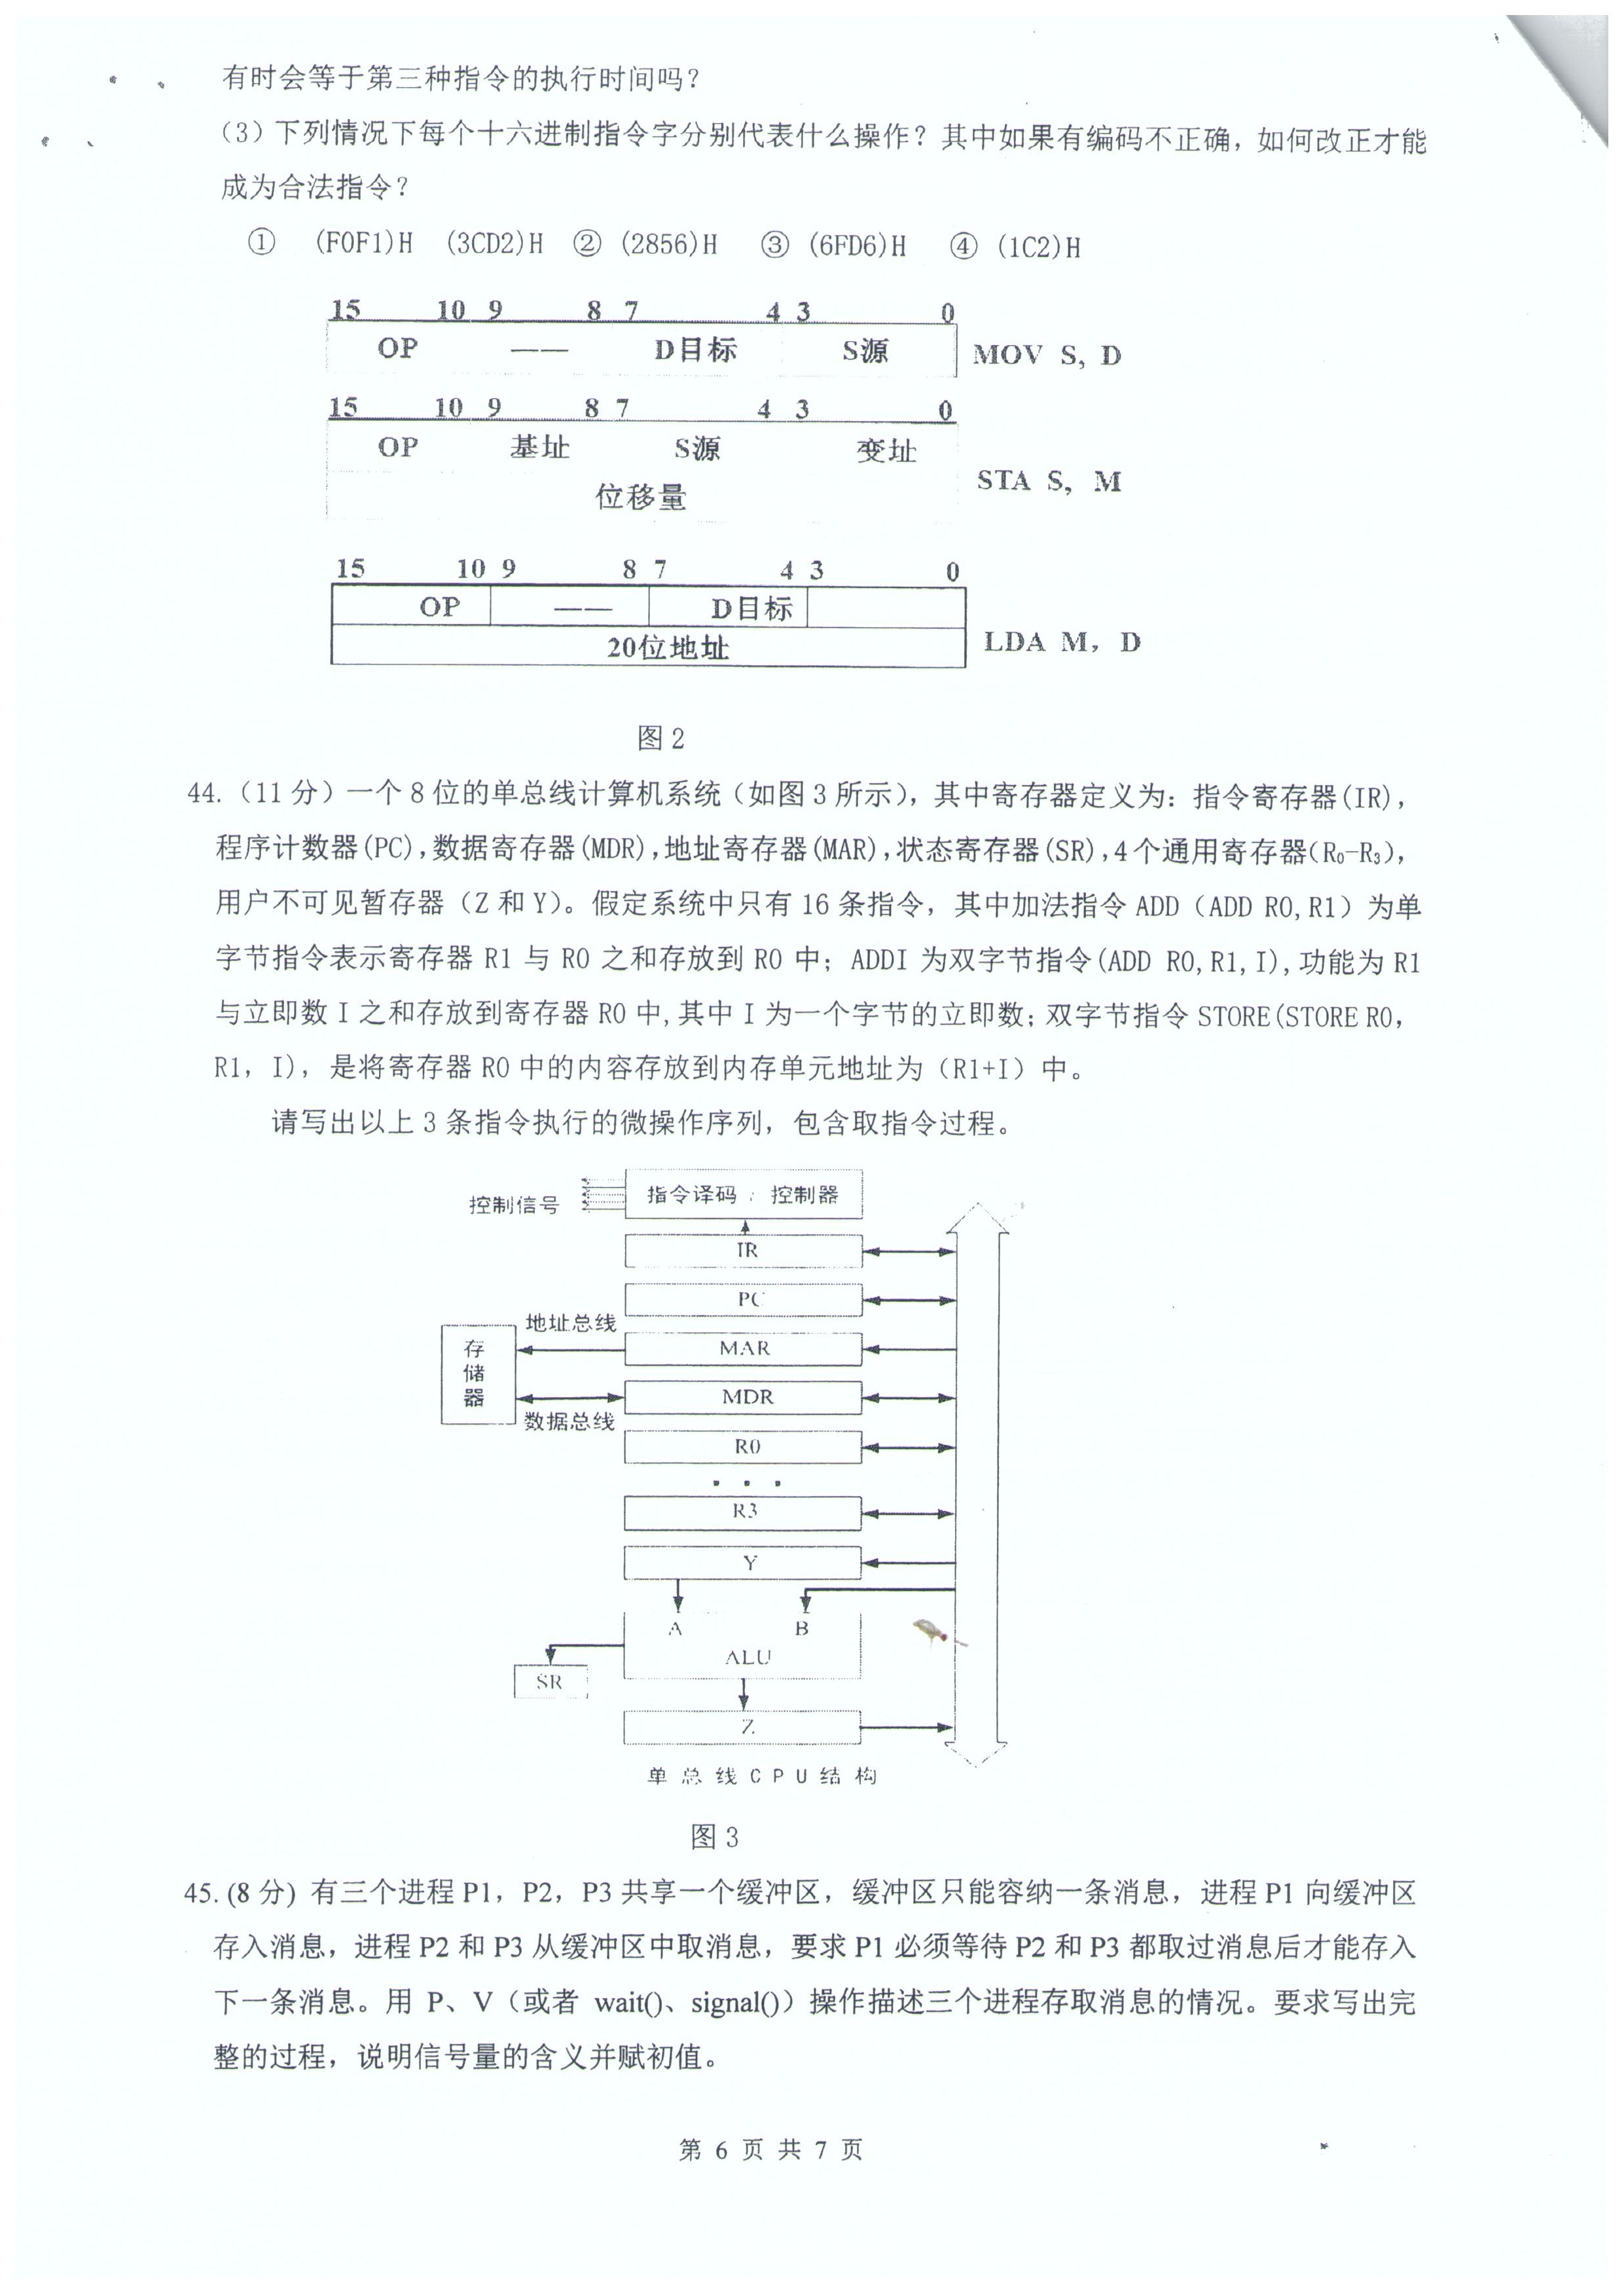 有时会等于第三种指令的执行时间吗?
(3)下列情况下每个十六进制指令字分别代表什么操作?其中如果有编码不正确,如何改正才能
成为合法指令?
① (F0F1)H (3CD2)H ② (2856)H ③ (6FD6)H ④ (1C2)H
15 10 9 8 7 4 3 0
OP —— D目标 S源 MOV S, D
15 10 9 8 7 4 3 0
OP 基址 S源 变址
STA S, M
位移量
15 10 9 8 7 4 3 0
OP —— D目标
20位地址 LDA M, D
图 2
44.(11 分)一个 8 位的单总线计算机系统(如图 3 所示),其中寄存器定义为:指令寄存器(IR),
程序计数器(PC),数据寄存器(MDR),地址寄存器(MAR),状态寄存器(SR),4 个通用寄存器(R₀-R₃),
用户不可见暂存器(Z 和 Y)。假定系统中只有 16 条指令,其中加法指令 ADD(ADD R0,R1)为单
字节指令表示寄存器 R1 与 R0 之和存放到 R0 中;ADDI 为双字节指令(ADD R0,R1,I),功能为 R1
与立即数 I 之和存放到寄存器 R0 中,其中 I 为一个字节的立即数;双字节指令 STORE(STORE R0,
R1, I),是将寄存器 R0 中的内容存放到内存单元地址为(R1+I)中。
请写出以上 3 条指令执行的微操作序列,包含取指令过程。
控制信号 指令译码 控制器
IR
PC
地址总线
存储器
MAR
MDR
数据总线
R0
· · ·
R3
Y
A B
ALU
SR
Z
单 总 线 C P U 结 构
图 3
45. (8 分) 有三个进程 P1,P2,P3 共享一个缓冲区,缓冲区只能容纳一条消息,进程 P1 向缓冲区
存入消息,进程 P2 和 P3 从缓冲区中取消息,要求 P1 必须等待 P2 和 P3 都取过消息后才能存入
下一条消息。用 P、V(或者 wait()、signal())操作描述三个进程存取消息的情况。要求写出完
整的过程,说明信号量的含义并赋初值。
第 6 页 共 7 页